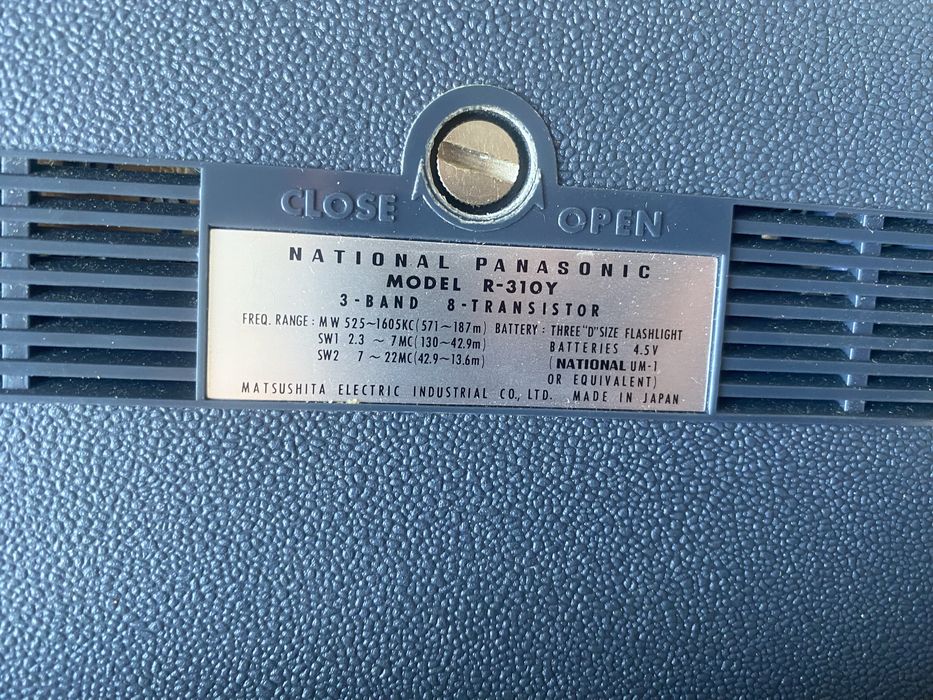 CLOSE OPEN
NATIONAL PANASONIC
MODEL R-310Y
3-BAND 8-TRANSISTOR
FREQ. RANGE : MW 525~1605KC(571~187m) BATTERY : THREE "D" SIZE FLASHLIGHT
SW1 2.3 ~ 7MC(130~42.9m) BATTERIES 4.5V
SW2 7 ~22MC(42.9~13.6m) (NATIONAL UM-1
OR EQUIVALENT)
MATSUSHITA ELECTRIC INDUSTRIAL CO., LTD. MADE IN JAPAN